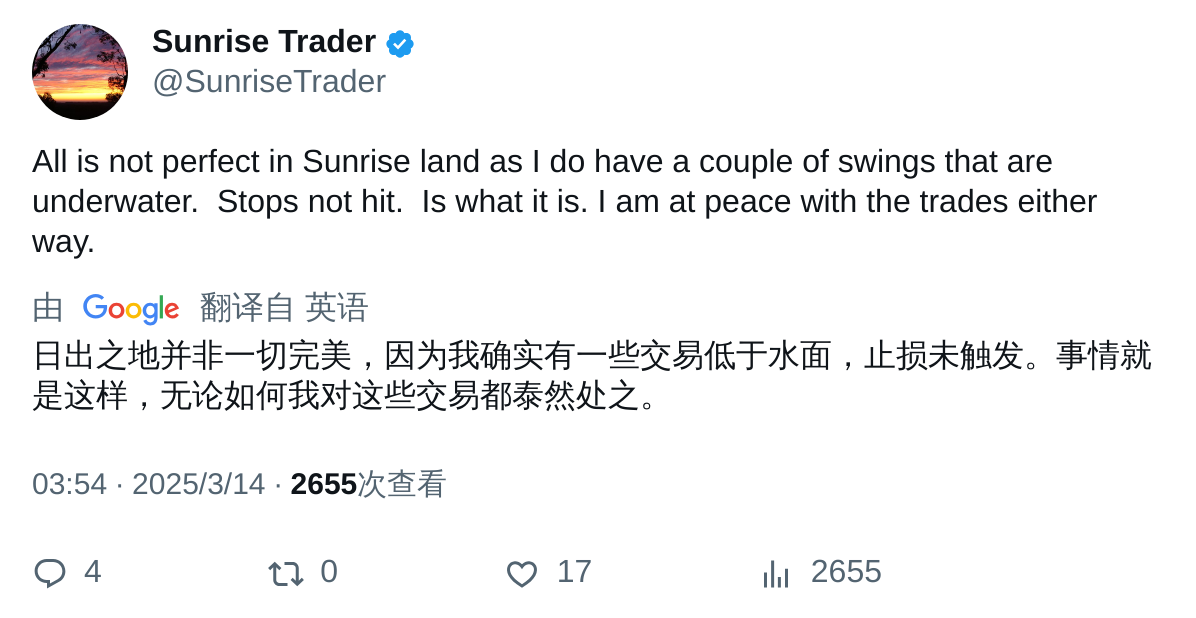 Sunrise Trader
@SunriseTrader
All is not perfect in Sunrise land as I do have a couple of swings that are
underwater.  Stops not hit.  Is what it is. I am at peace with the trades either
way.
由 Google 翻译自 英语
日出之地并非一切完美，因为我确实有一些交易低于水面，止损未触发。事情就
是这样，无论如何我对这些交易都泰然处之。
03:54 · 2025/3/14 · 2655次查看
4 0 17 2655